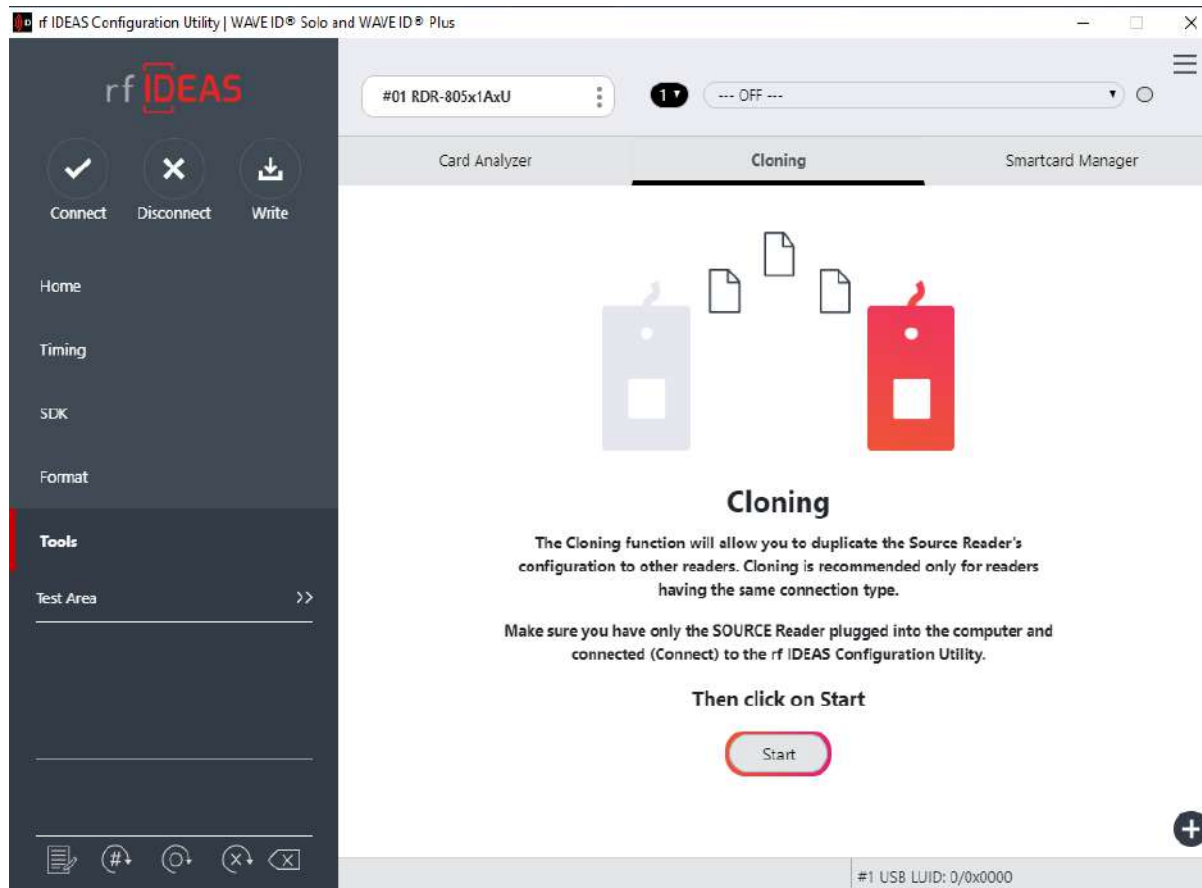 rf IDEAS Configuration Utility | WAVE ID® Solo and WAVE ID® Plus
rf IDEAS
#01 RDR-805x1AxU
1
--- OFF ---
Connect
Disconnect
Write
Card Analyzer
Cloning
Smartcard Manager
Home
Timing
SDK
Format
Tools
Test Area >>
Cloning
The Cloning function will allow you to duplicate the Source Reader's
configuration to other readers. Cloning is recommended only for readers
having the same connection type.
Make sure you have only the SOURCE Reader plugged into the computer and
connected (Connect) to the rf IDEAS Configuration Utility.
Then click on Start
Start
#1 USB LUID: 0/0x0000